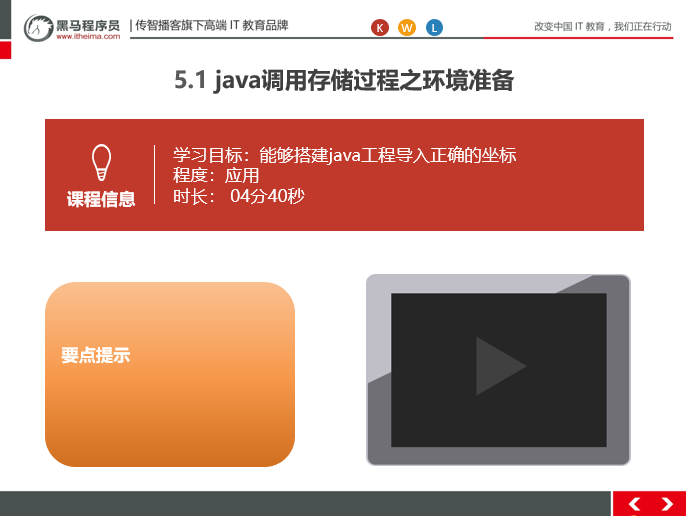 黑马程序员
www.itheima.com
传智播客旗下高端 IT 教育品牌
K W L
改变中国 IT 教育，我们正在行动
5.1 java调用存储过程之环境准备
课程信息
学习目标：能够搭建java工程导入正确的坐标
程度：应用
时长： 04分40秒
要点提示